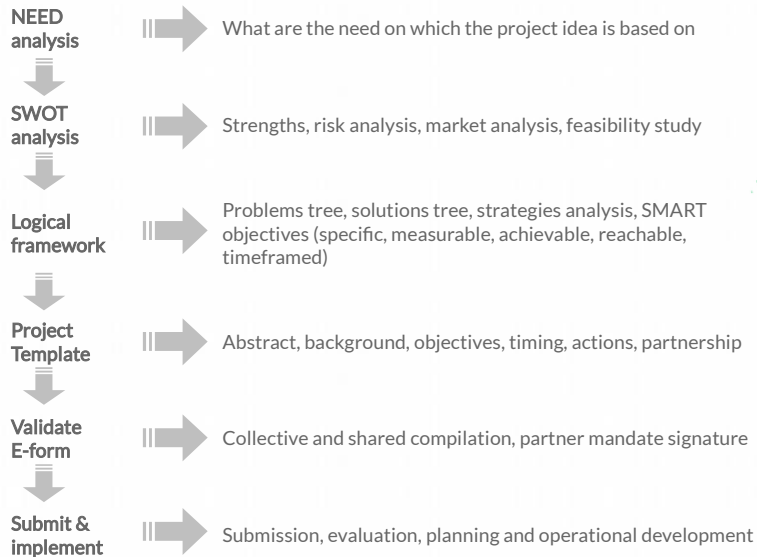 NEED
analysis
What are the need on which the project idea is based on
SWOT
analysis
Strengths, risk analysis, market analysis, feasibility study
Logical
framework
Problems tree, solutions tree, strategies analysis, SMART
objectives (specific, measurable, achievable, reachable,
timeframed)
Project
Template
Abstract, background, objectives, timing, actions, partnership
Validate
E-form
Collective and shared compilation, partner mandate signature
Submit &
implement
Submission, evaluation, planning and operational development